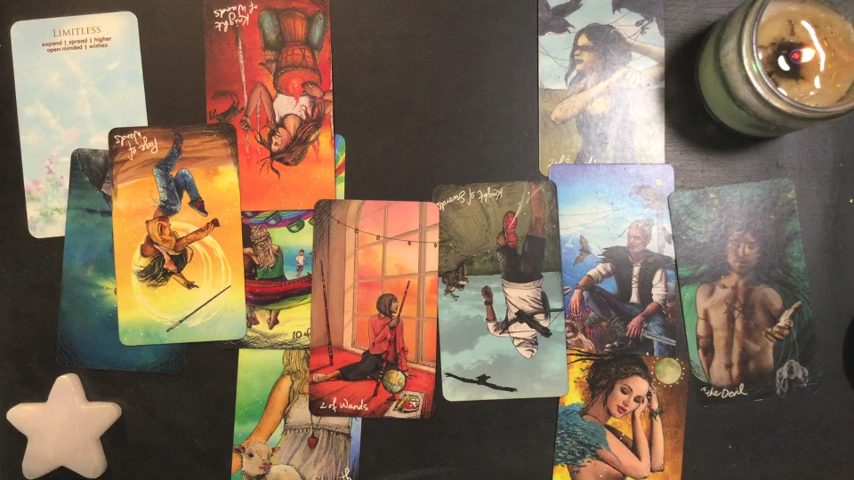 LIMITLESS
expand | spread | higher
open-minded | wishes
Knight
of Wands
Page of
Wands
Knight of Swords
10 of
2 of Wands
the Devil